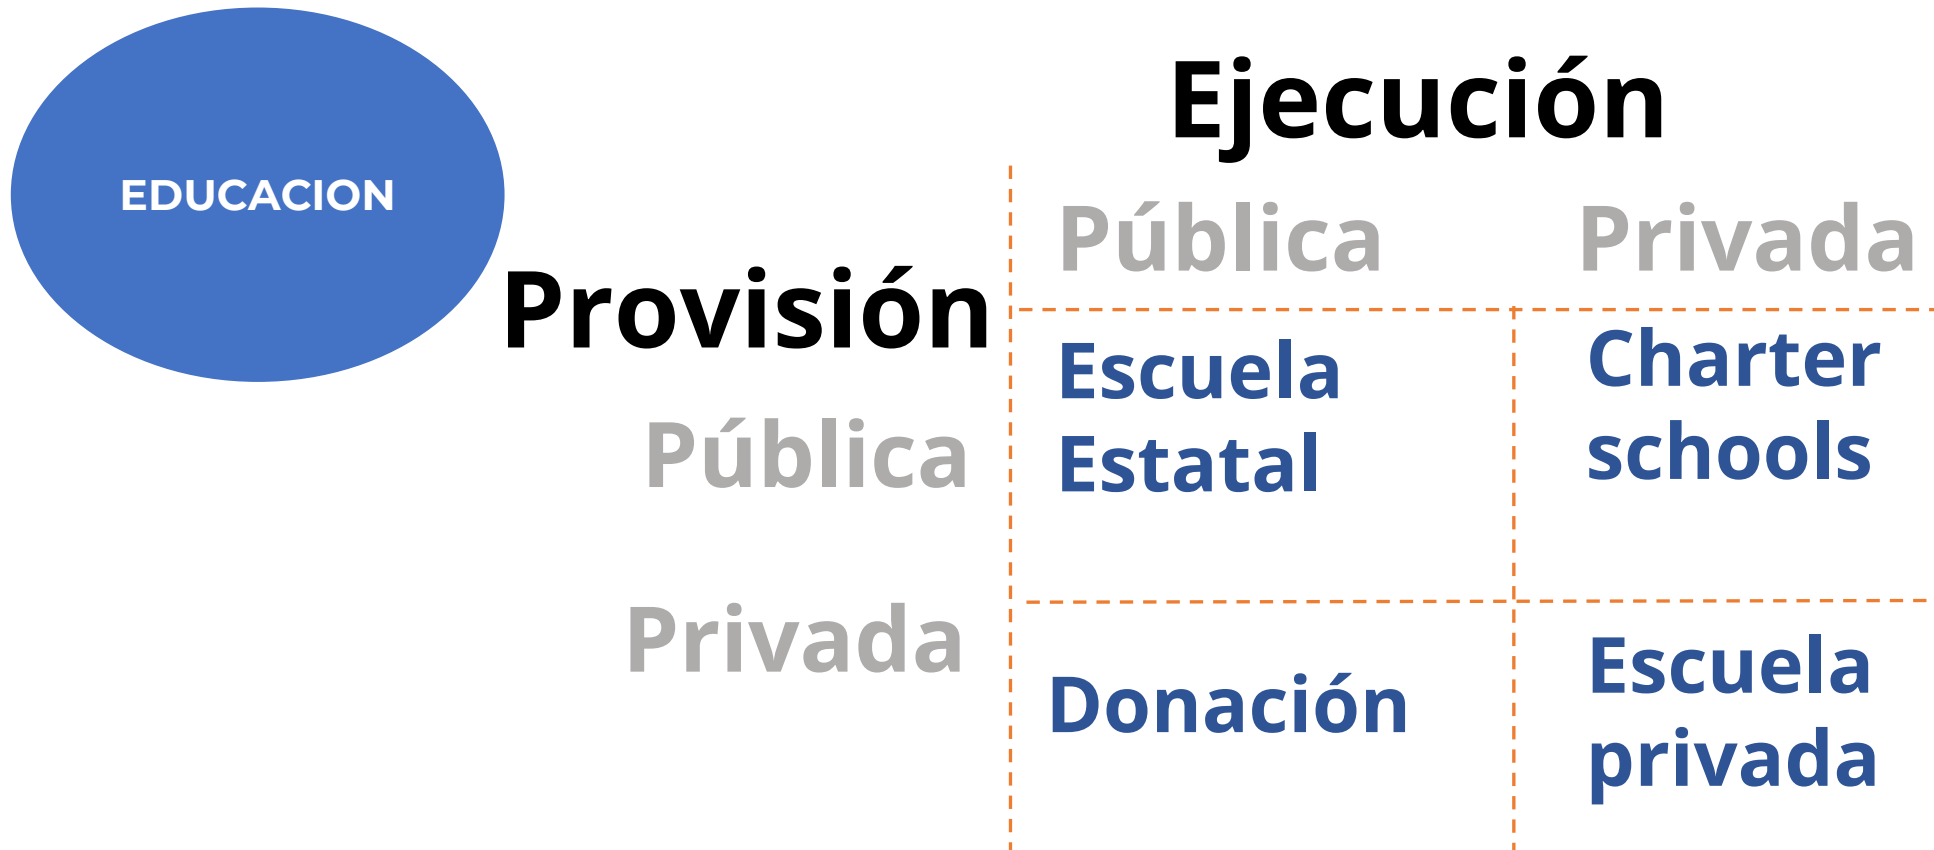 EDUCACION
Ejecución
Pública Privada
Provisión
Pública
Escuela
Estatal
Charter
schools
Privada
Donación
Escuela
privada